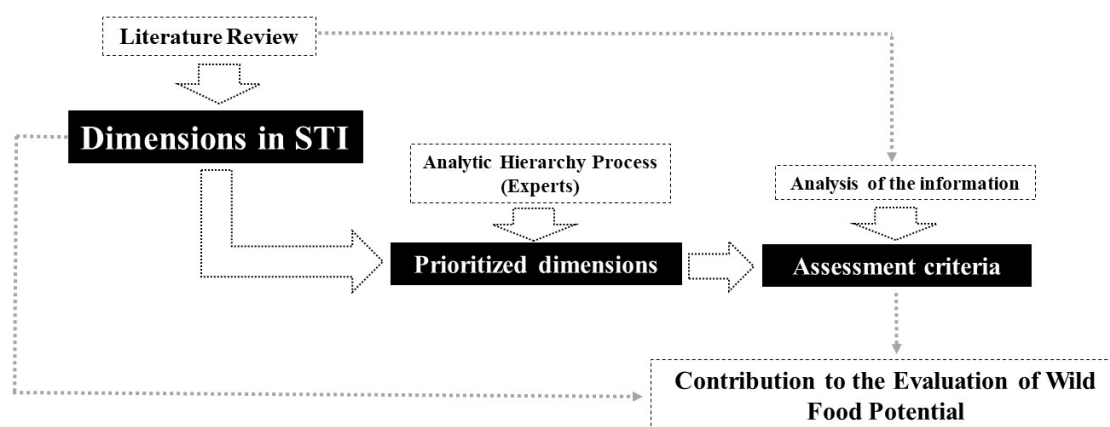 Literature Review
Dimensions in STI
Analytic Hierarchy Process
(Experts)
Analysis of the information
Prioritized dimensions
Assessment criteria
Contribution to the Evaluation of Wild
Food Potential